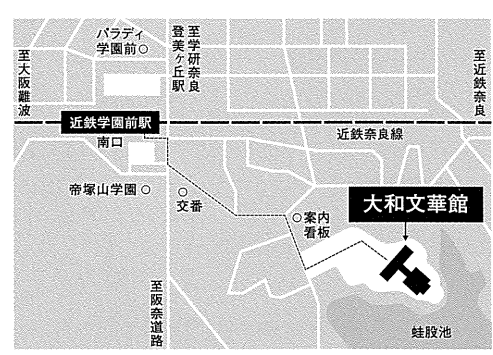 パラディ
学園前
至学研奈良
登美ヶ丘駅
至大阪難波
至近鉄奈良
近鉄学園前駅
南口
近鉄奈良線
帝塚山学園
交番
案内
看板
大和文華館
至阪奈道路
蛙股池